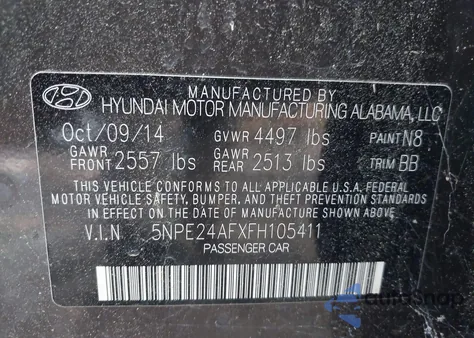 MANUFACTURED BY
HYUNDAI MOTOR MANUFACTURING ALABAMA, LLC
Oct/09/14 GVWR 4497 lbs PAINT N8
GAWR FRONT 2557 lbs GAWR REAR 2513 lbs TRIM BB
THIS VEHICLE CONFORMS TO ALL APPLICABLE U.S.A. FEDERAL
MOTOR VEHICLE SAFETY, BUMPER, AND THEFT PREVENTION STANDARDS
IN EFFECT ON THE DATE OF MANUFACTURE SHOWN ABOVE.
V.I.N 5NPE24AFXFH105411
PASSENGER CAR
autosnap